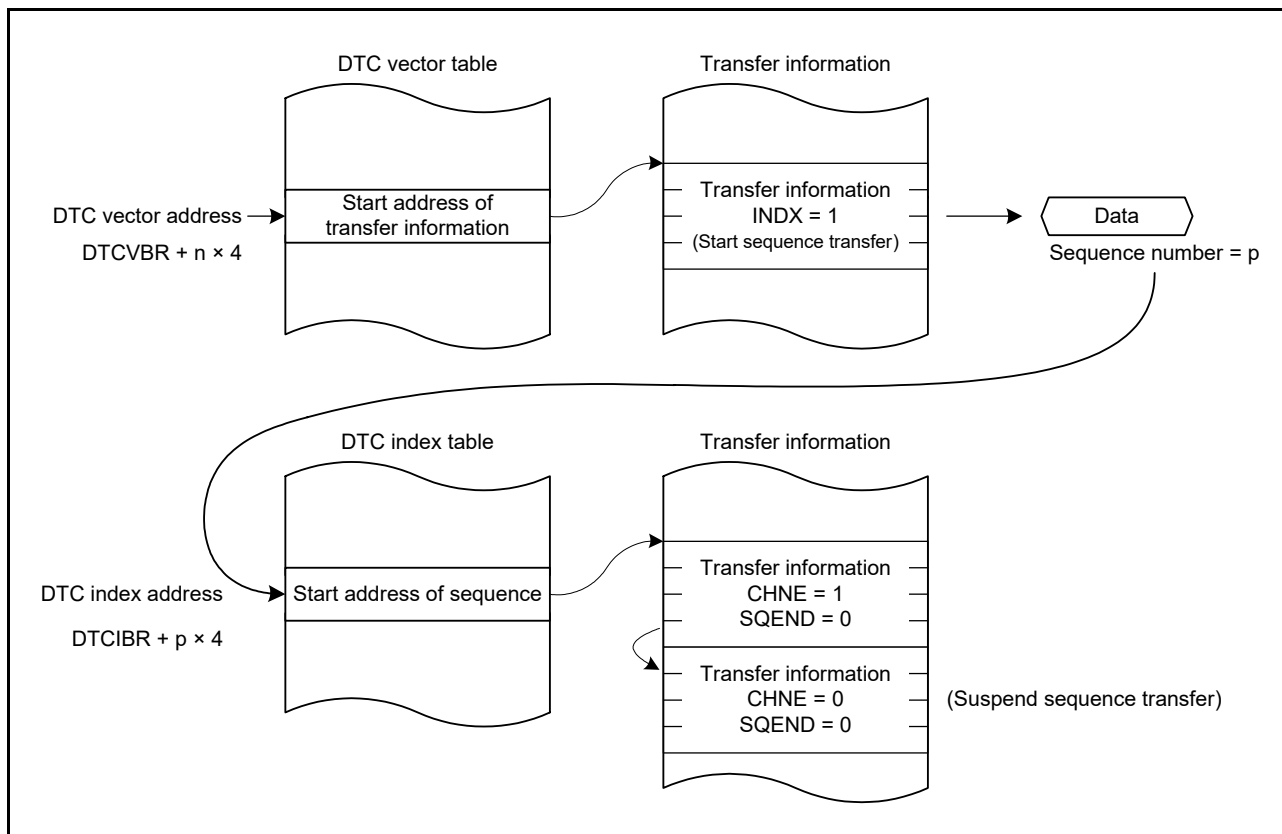 DTC vector table
Transfer information
DTC vector address
DTCVBR + n × 4
Start address of
transfer information
Transfer information
INDX = 1
(Start sequence transfer)
Data
Sequence number = p
DTC index table
Transfer information
DTC index address
DTCIBR + p × 4
Start address of sequence
Transfer information
CHNE = 1
SQEND = 0
Transfer information
CHNE = 0
SQEND = 0
(Suspend sequence transfer)